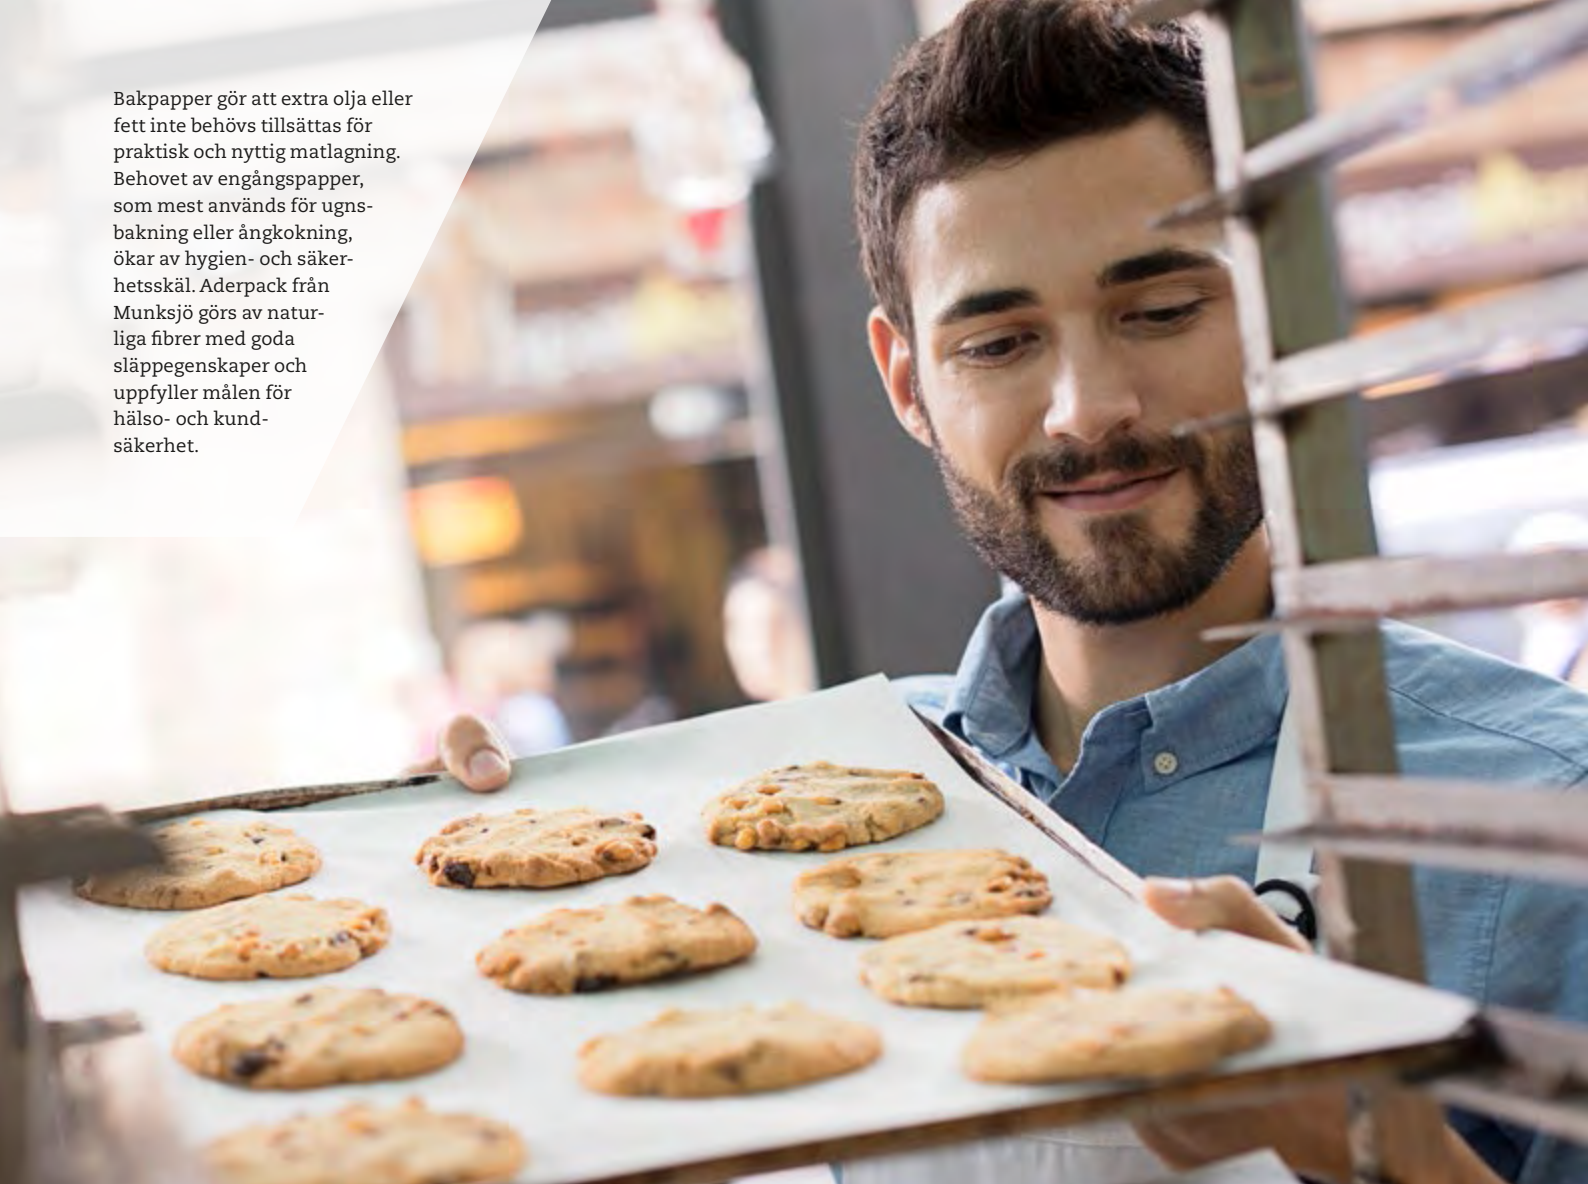 Bakpapper gör att extra olja eller
fett inte behövs tillsättas för
praktisk och nyttig matlagning.
Behovet av engångspapper,
som mest används för ugns-
bakning eller ångkokning,
ökar av hygien- och säker-
hetsskäl. Aderpack från
Munksjö görs av natur-
liga fibrer med goda
släppegenskaper och
uppfyller målen för
hälso- och kund-
säkerhet.